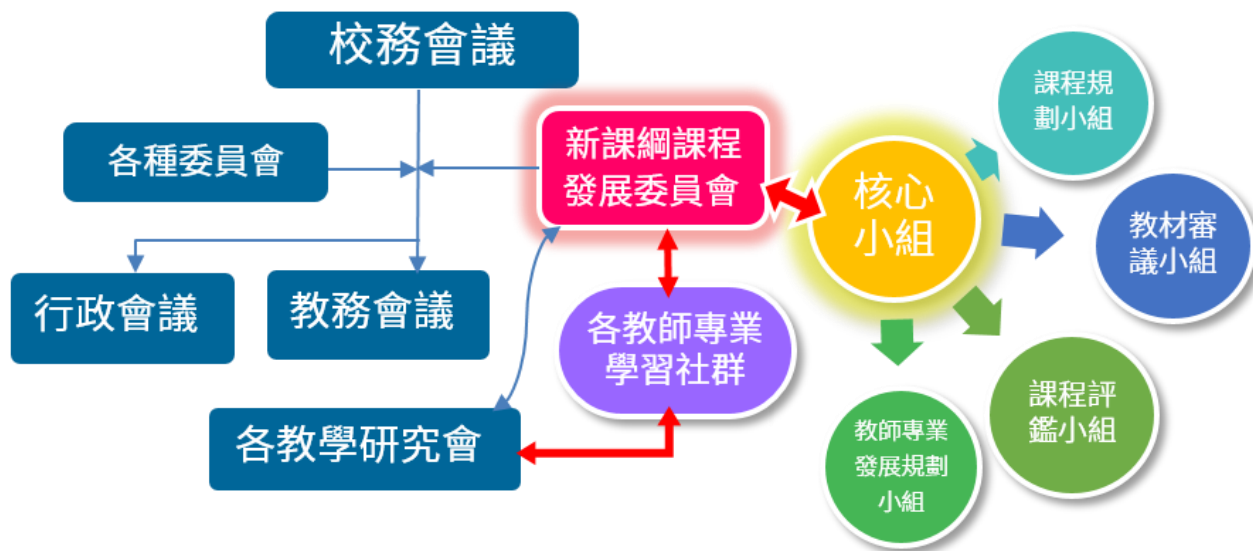 校務會議
各種委員會
新課綱課程
發展委員會
核心
小組
課程規
劃小組
教材審
議小組
行政會議
教務會議
各教師專業
學習社群
課程評
鑑小組
各教學研究會
教師專業
發展規劃
小組